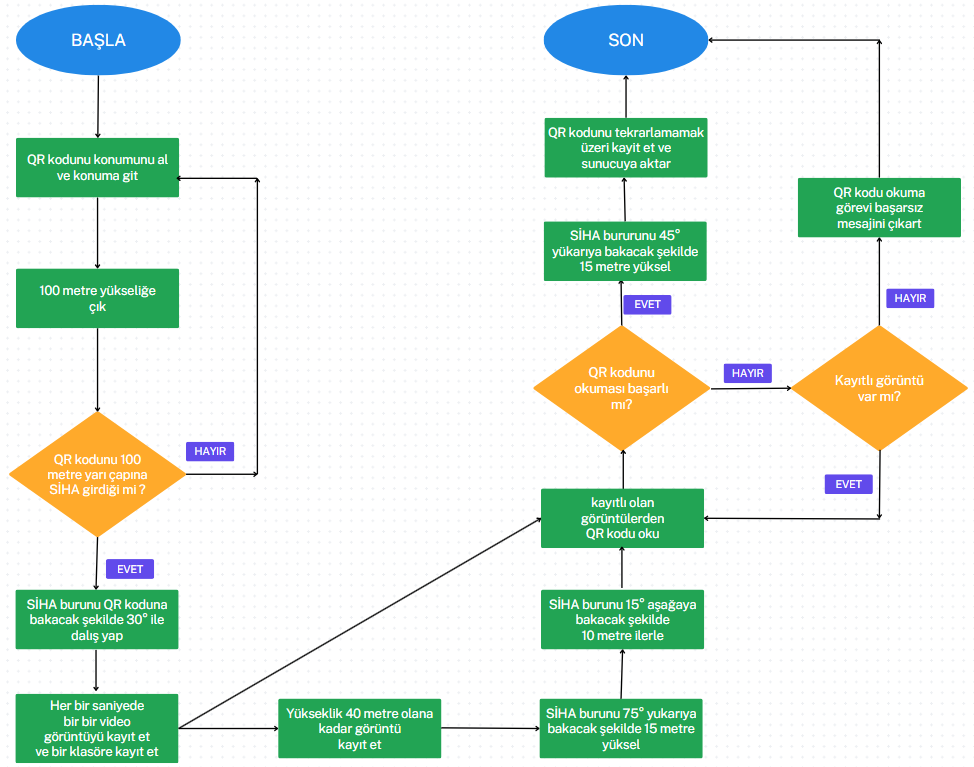 BAŞLA
QR kodunu konumunu al
ve konuma git
100 metre yükseliğe
çık
QR kodunu 100
metre yarı çapına
SİHA girdiği mi ?
HAYIR
EVET
SİHA burunu QR koduna
bakacak şekilde 30° ile
dalış yap
Her bir saniyede
bir bir video
görüntüyü kayıt et
ve bir klasöre kayıt et
Yükseklik 40 metre olana
kadar görüntü
kayıt et
SİHA burunu 75° yukarıya
bakacak şekilde 15 metre
yüksel
SİHA burunu 15° aşağaya
bakacak şekilde
10 metre ilerle
kayıtlı olan
görüntülerden
QR kodu oku
QR kodunu
okuması başarlı
mı?
EVET
HAYIR
SİHA bururunu 45°
yükarıya bakacak şekilde
15 metre yüksel
QR kodunu tekrarlamamak
üzeri kayit et ve
sunucuya aktar
SON
Kayıtlı görüntü
var mı?
EVET
HAYIR
QR kodu okuma
görevi başarsız
mesajini çıkart